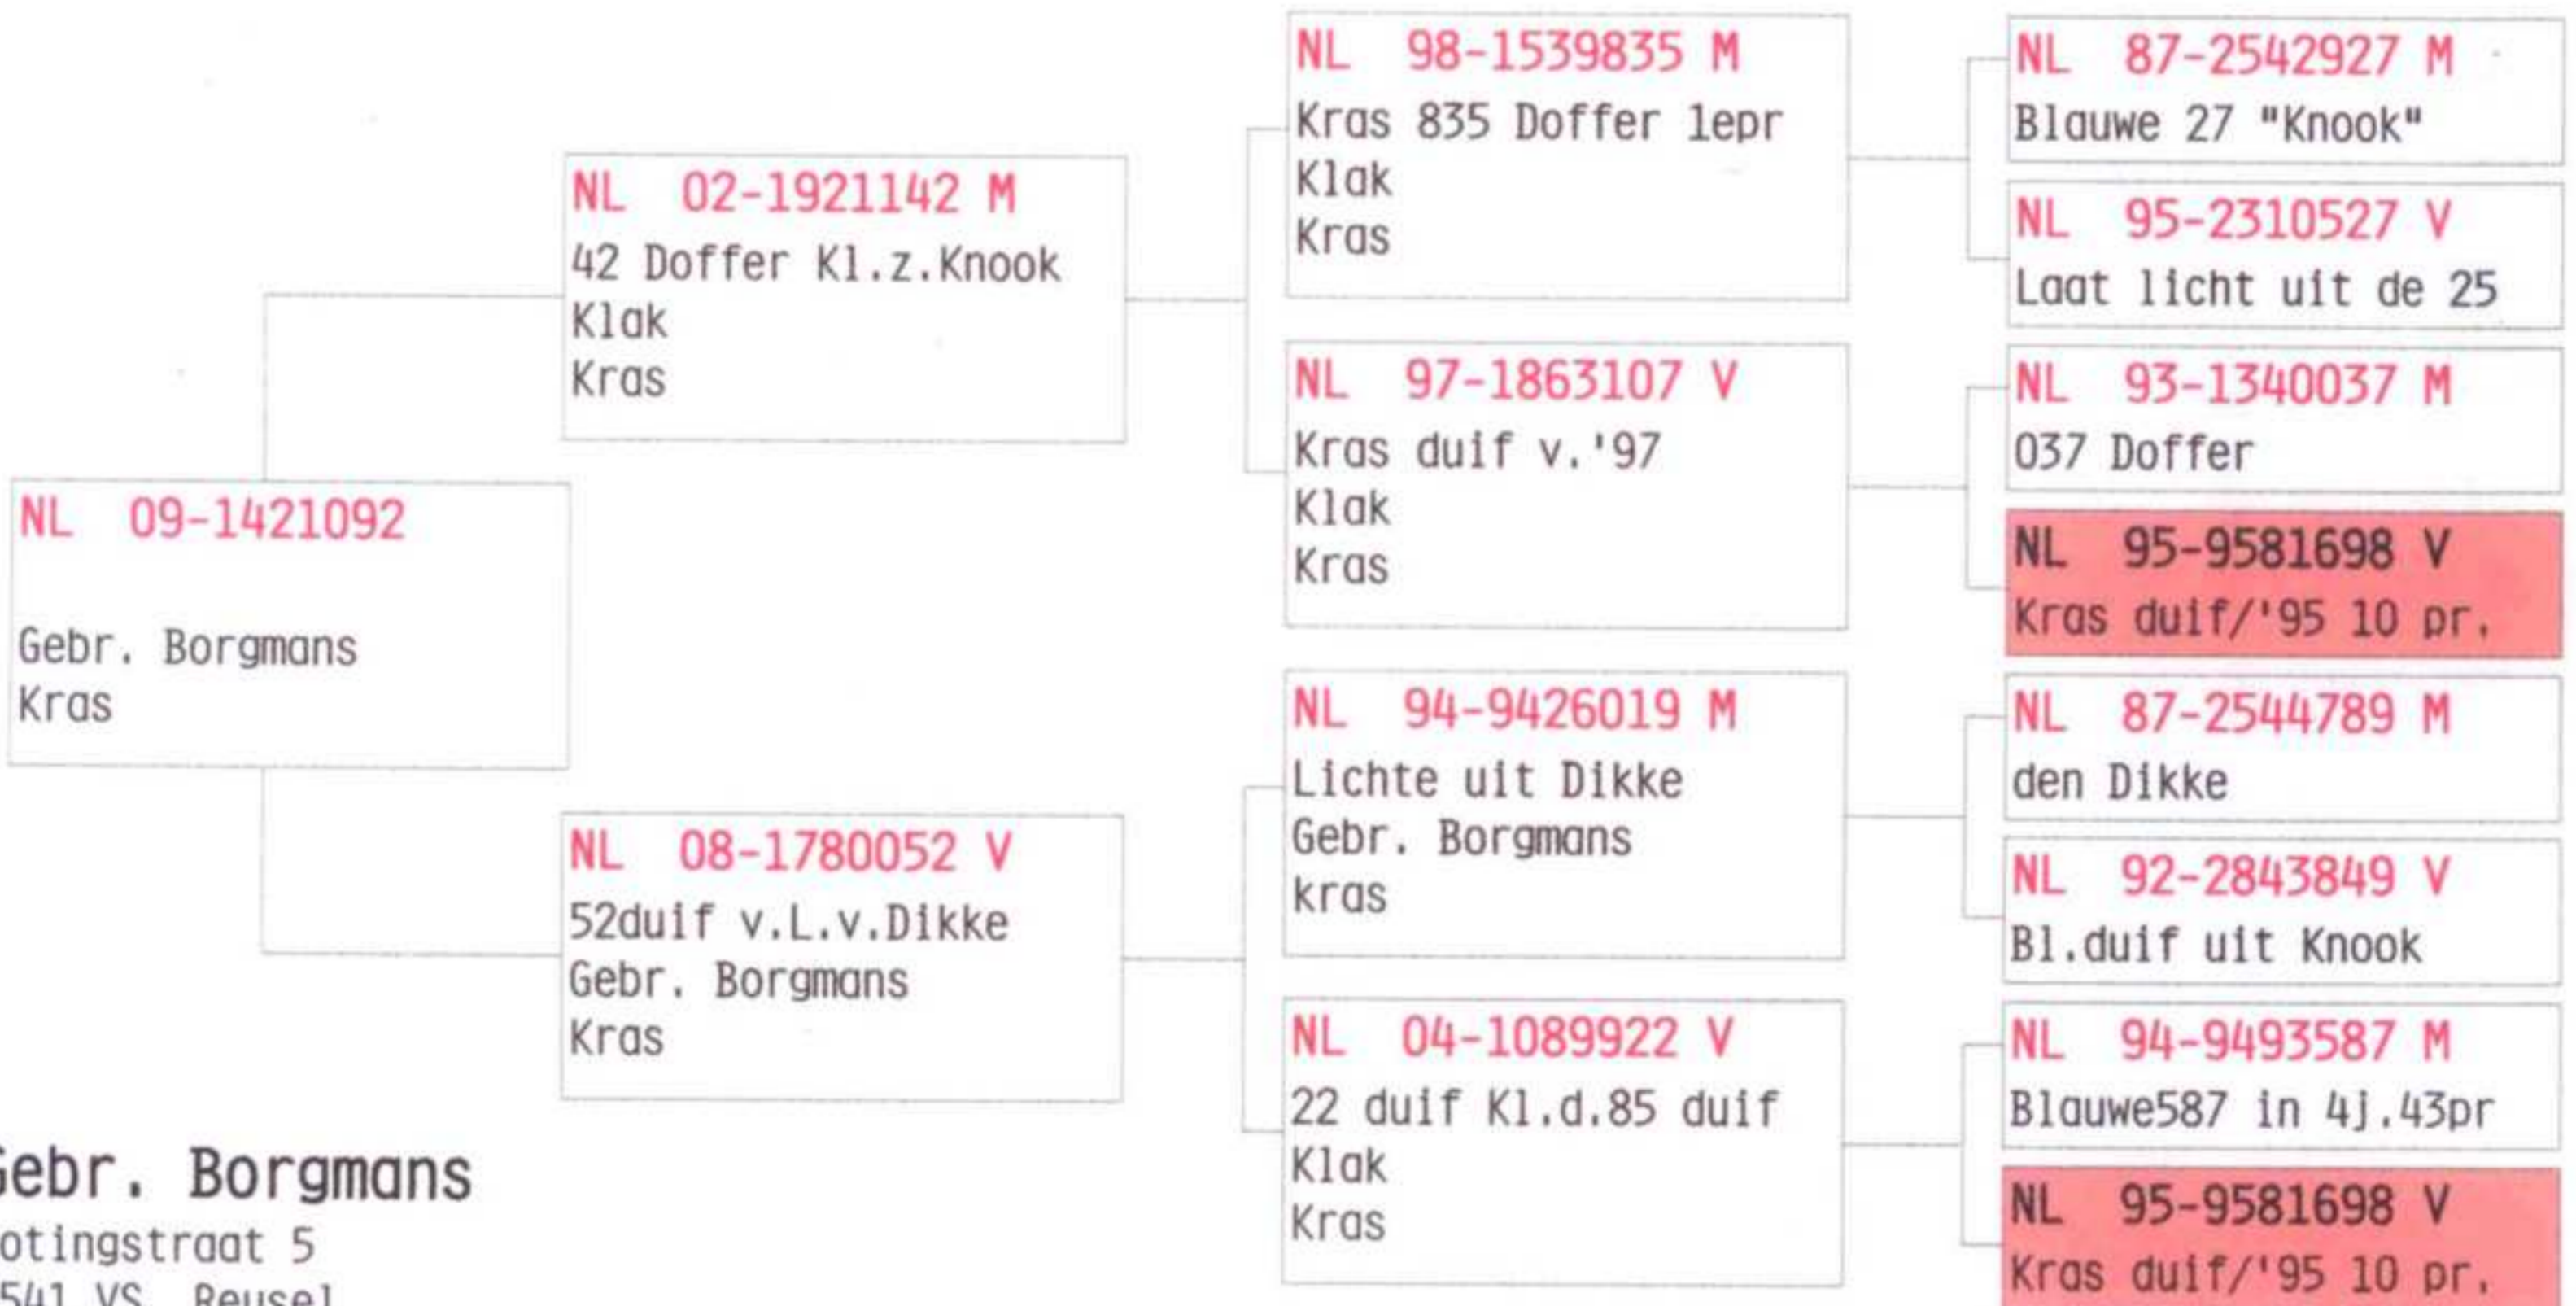 NL 09-1421092
Gebr. Borgmans
Kras
NL 02-1921142 M
42 Doffer Kl.z.Knook
Klak
Kras
NL 08-1780052 V
52duif v.L.v.Dikke
Gebr. Borgmans
Kras
NL 98-1539835 M
Kras 835 Doffer 1epr
Klak
Kras
NL 97-1863107 V
Kras duif v.'97
Klak
Kras
NL 94-9426019 M
Lichte uit Dikke
Gebr. Borgmans
kras
NL 04-1089922 V
22 duif Kl.d.85 duif
Klak
Kras
NL 87-2542927 M
Blauwe 27 "Knook"
NL 95-2310527 V
Laat licht uit de 25
NL 93-1340037 M
037 Doffer
NL 95-9581698 V
Kras duif/'95 10 pr.
NL 87-2544789 M
den Dikke
NL 92-2843849 V
Bl.duif uit Knook
NL 94-9493587 M
Blauwe587 in 4j.43pr
NL 95-9581698 V
Kras duif/'95 10 pr.
Gebr. Borgmans
otingstraat 5
541 VS Reusel